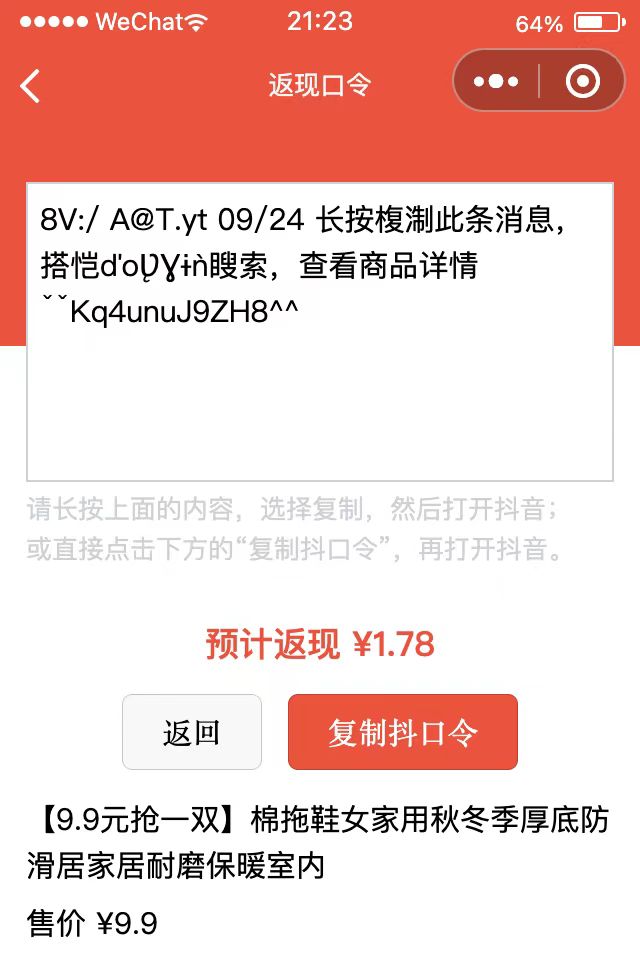 WeChat 21:23 64%
返现口令
8V:/ A@T.yt 09/24 长按椱淛此条消息，
搭恺ďoŲƔɨǹ瞍索，查看商品详情
ˇˇKq4unuJ9ZH8^^
请长按上面的内容，选择复制，然后打开抖音；
或直接点击下方的“复制抖口令”，再打开抖音。
预计返现 ¥1.78
返回
复制抖口令
【9.9元抢一双】棉拖鞋女家用秋冬季厚底防
滑居家居耐磨保暖室内
售价 ¥9.9